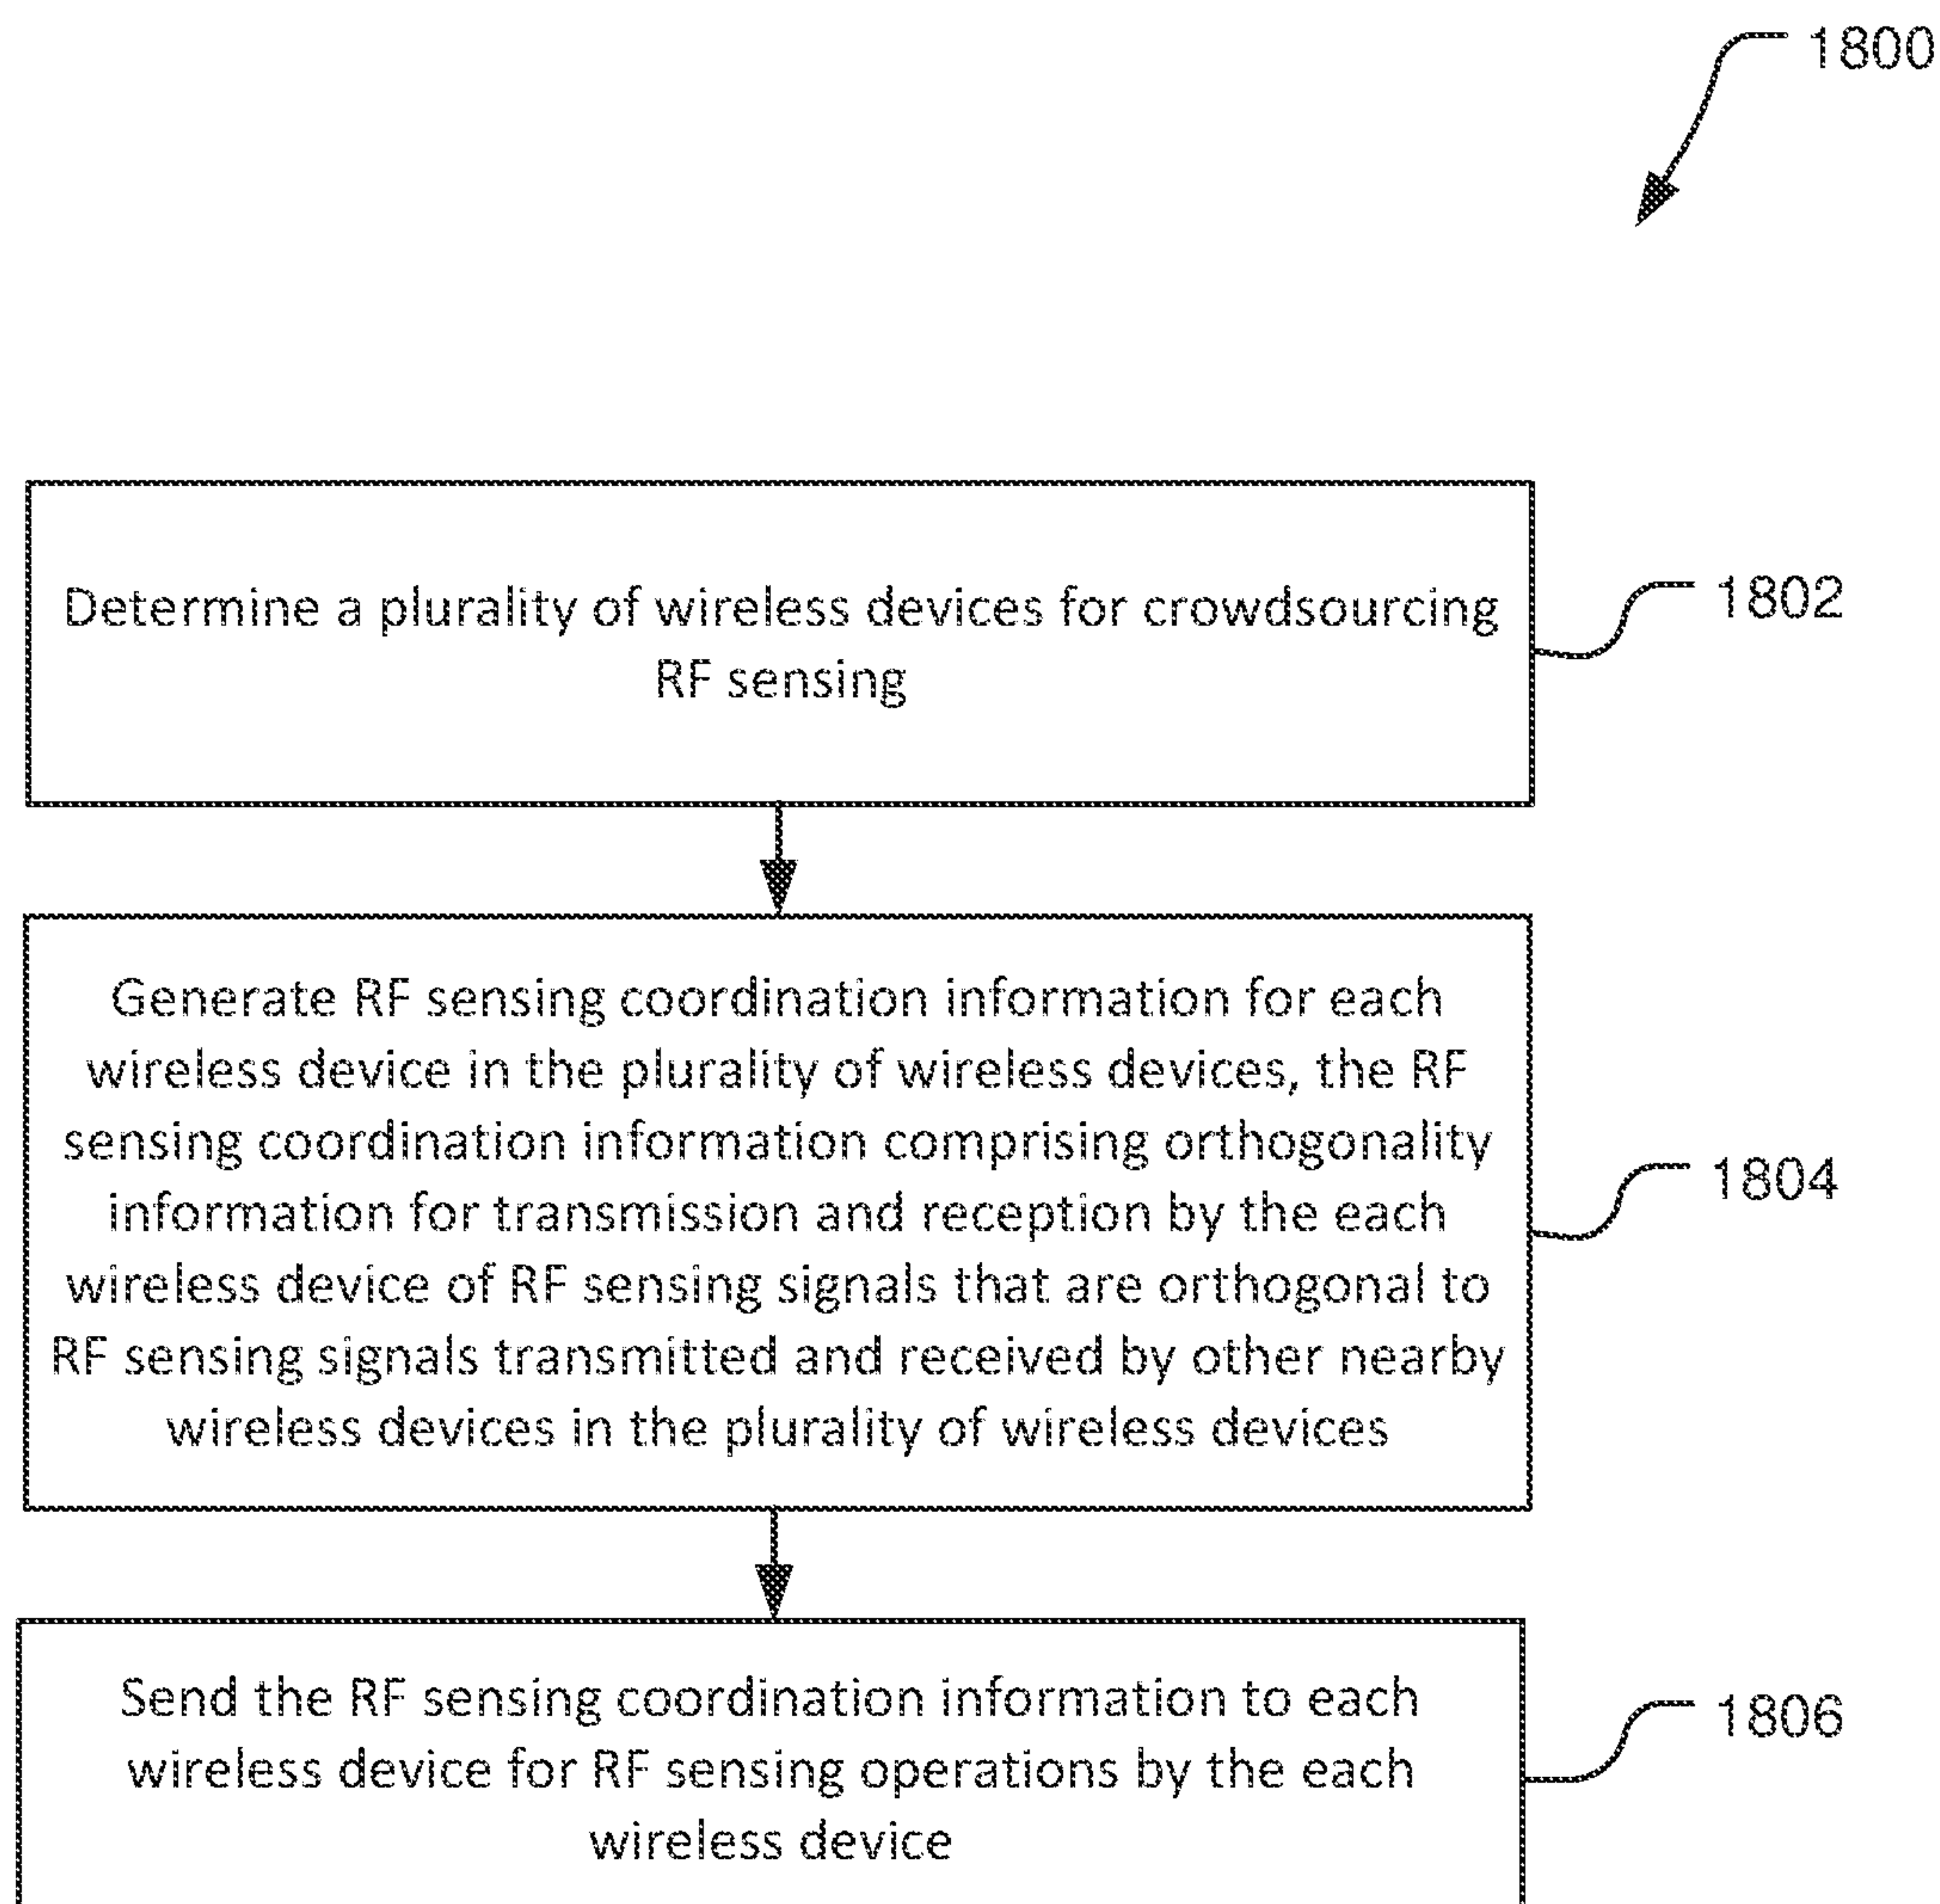 1800
Determine a plurality of wireless devices for crowdsourcing
RF sensing
1802
Generate RF sensing coordination information for each
wireless device in the plurality of wireless devices, the RF
sensing coordination information comprising orthogonality
information for transmission and reception by the each
wireless device of RF sensing signals that are orthogonal to
RF sensing signals transmitted and received by other nearby
wireless devices in the plurality of wireless devices
1804
Send the RF sensing coordination information to each
wireless device for RF sensing operations by the each
wireless device
1806